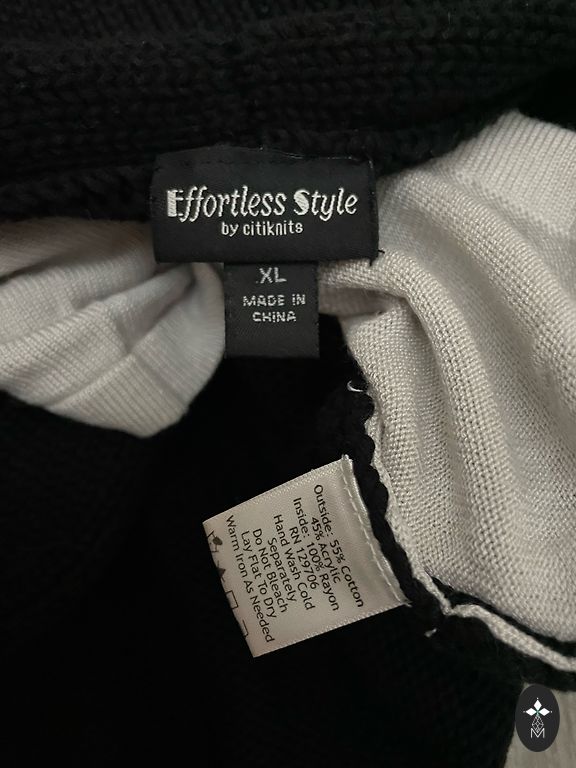 Effortless Style
by citiknits
XL
MADE IN
CHINA
Outside: 55% Cotton
45% Acrylic
Inside: 100% Rayon
RN 129706
Hand Wash Cold
Separately
Do Not Bleach
Lay Flat To Dry
Warm Iron As Needed